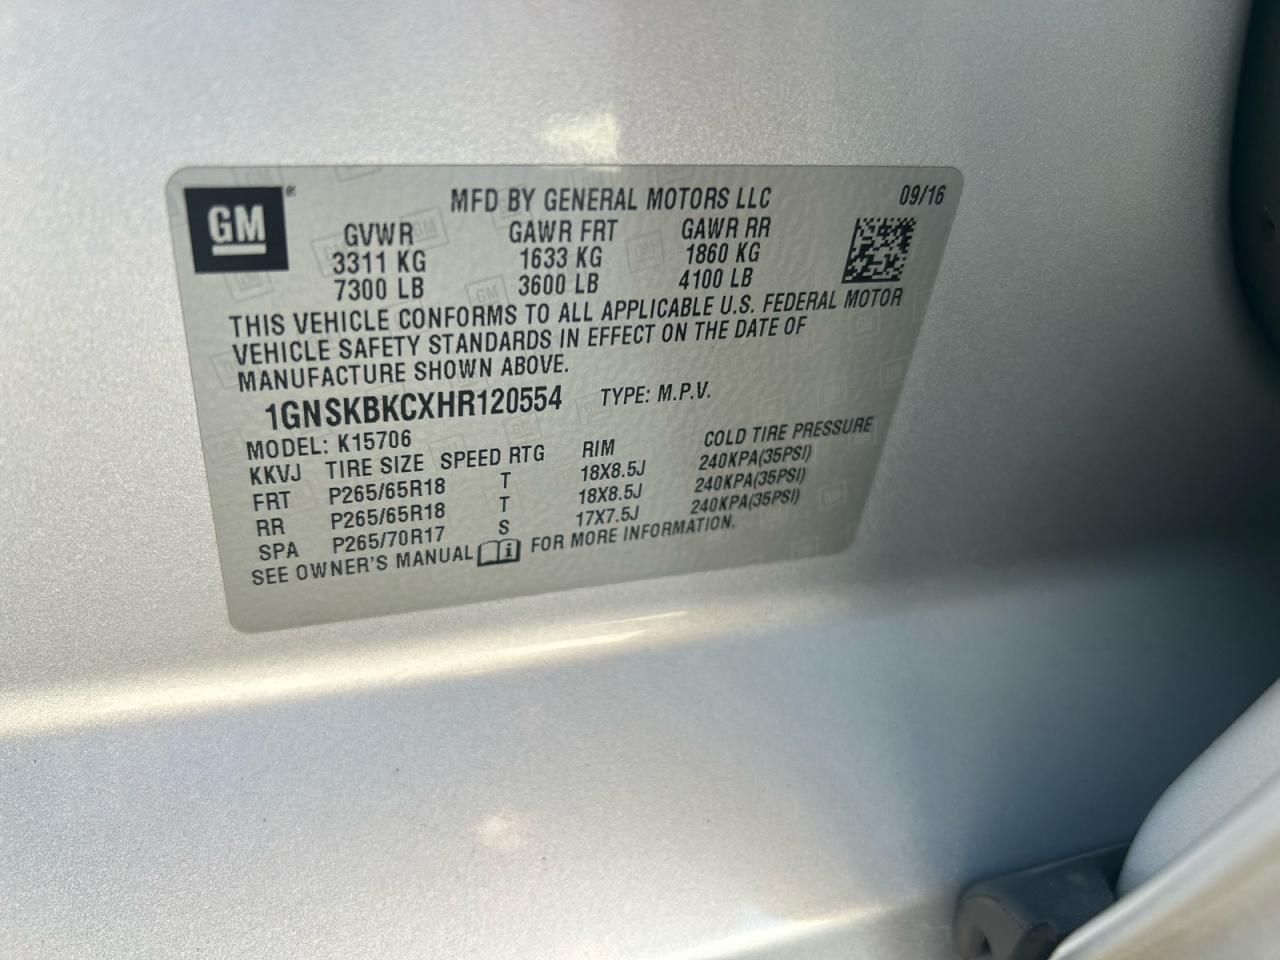 GM®
MFD BY GENERAL MOTORS LLC 09/16
GVWR GAWR FRT GAWR RR
3311 KG 1633 KG 1860 KG
7300 LB 3600 LB 4100 LB
THIS VEHICLE CONFORMS TO ALL APPLICABLE U.S. FEDERAL MOTOR
VEHICLE SAFETY STANDARDS IN EFFECT ON THE DATE OF
MANUFACTURE SHOWN ABOVE.
1GNSKBKCXHR120554 TYPE: M.P.V.
MODEL: K15706
KKVJ TIRE SIZE SPEED RTG RIM COLD TIRE PRESSURE
FRT P265/65R18 T 18X8.5J 240KPA(35PSI)
RR P265/65R18 T 18X8.5J 240KPA(35PSI)
SPA P265/70R17 S 17X7.5J 240KPA(35PSI)
SEE OWNER'S MANUAL i FOR MORE INFORMATION.